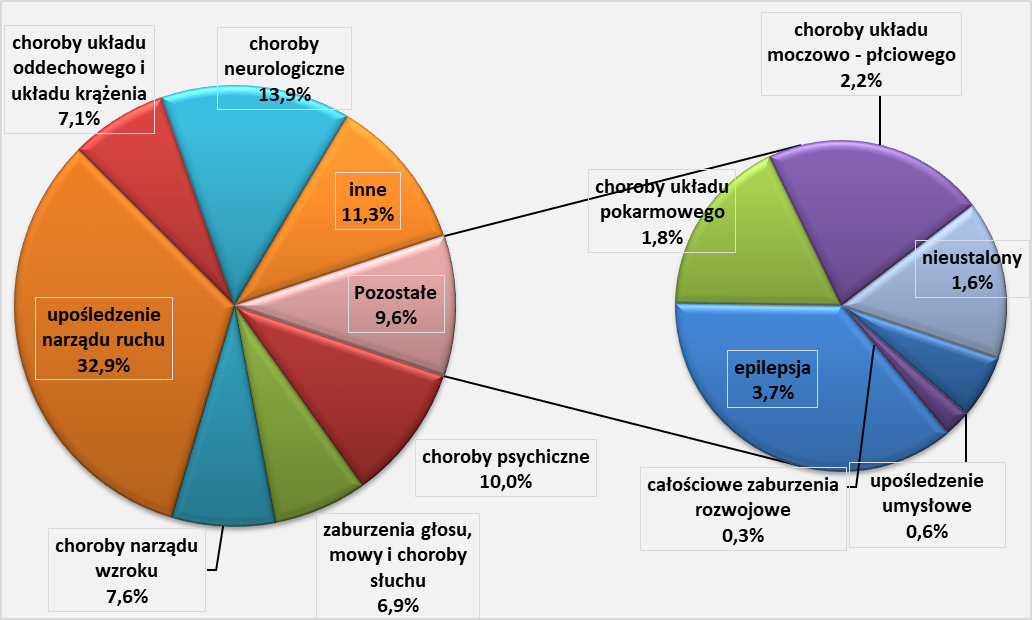 choroby układu
oddechowego i
układu krążenia
7,1%
choroby
neurologiczne
13,9%
inne
11,3%
Pozostałe
9,6%
upośledzenie
narządu ruchu
32,9%
choroby psychiczne
10,0%
zaburzenia głosu,
mowy i choroby
słuchu
6,9%
choroby narządu
wzroku
7,6%
choroby układu
moczowo - płciowego
2,2%
choroby układu
pokarmowego
1,8%
nieustalony
1,6%
epilepsja
3,7%
całościowe zaburzenia
rozwojowe
0,3%
upośledzenie
umysłowe
0,6%